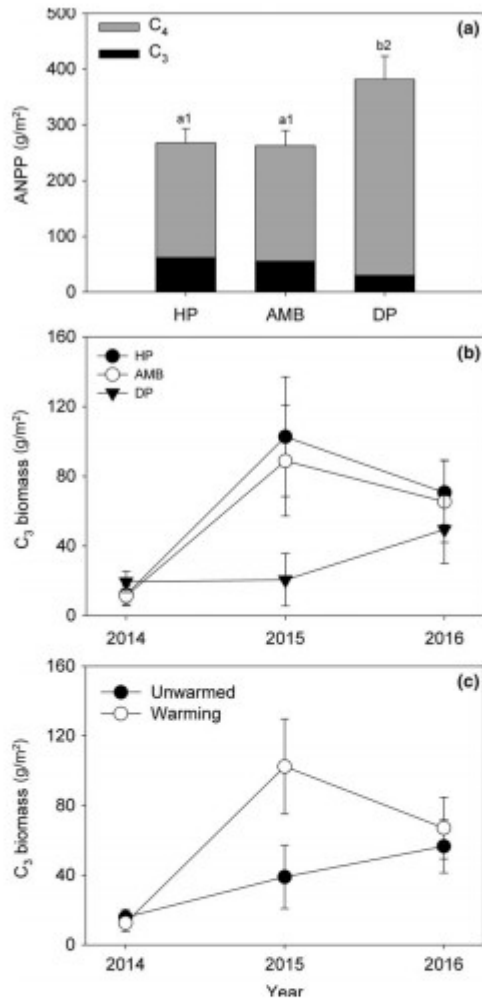 500
C₄
C₃
(a)
b2
400
a1
a1
300
ANPP (g/m²)
200
100
0
HP AMB DP
160
HP
AMB
DP
(b)
120
C₃ biomass (g/m²)
80
40
0
2014 2015 2016
160
Unwarmed
Warming
(c)
120
C₃ biomass (g/m²)
80
40
0
2014 2015 2016
Year